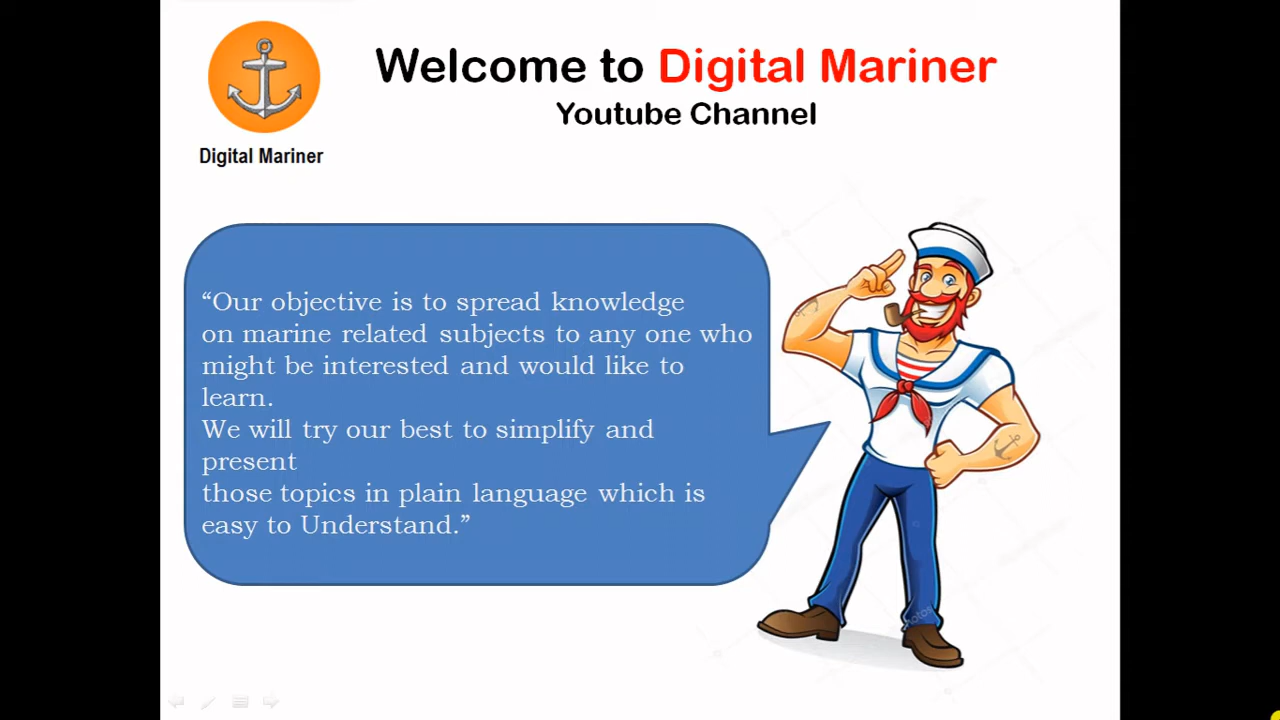 Welcome to Digital Mariner
Youtube Channel
Digital Mariner
“Our objective is to spread knowledge
on marine related subjects to any one who
might be interested and would like to
learn.
We will try our best to simplify and
present
those topics in plain language which is
easy to Understand.”